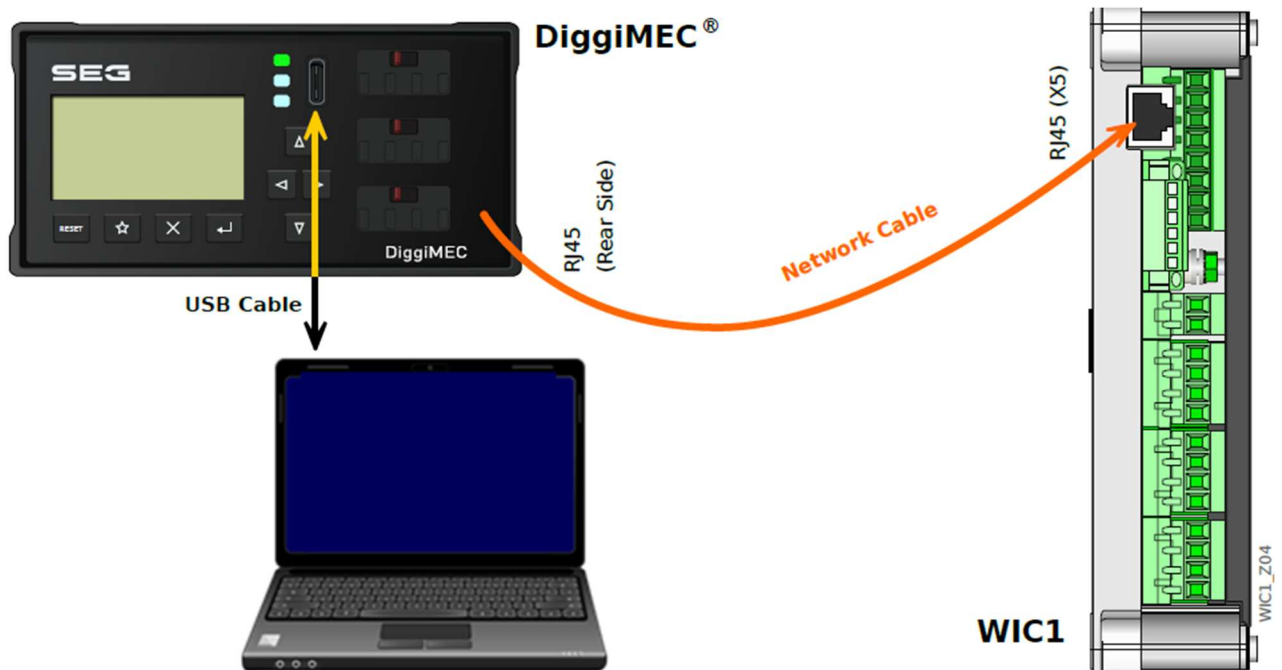 DiggiMEC®
SEG
RESET
DiggiMEC
USB Cable
RJ45
(Rear Side)
Network Cable
RJ45 (X5)
WIC1
WIC1_Z04